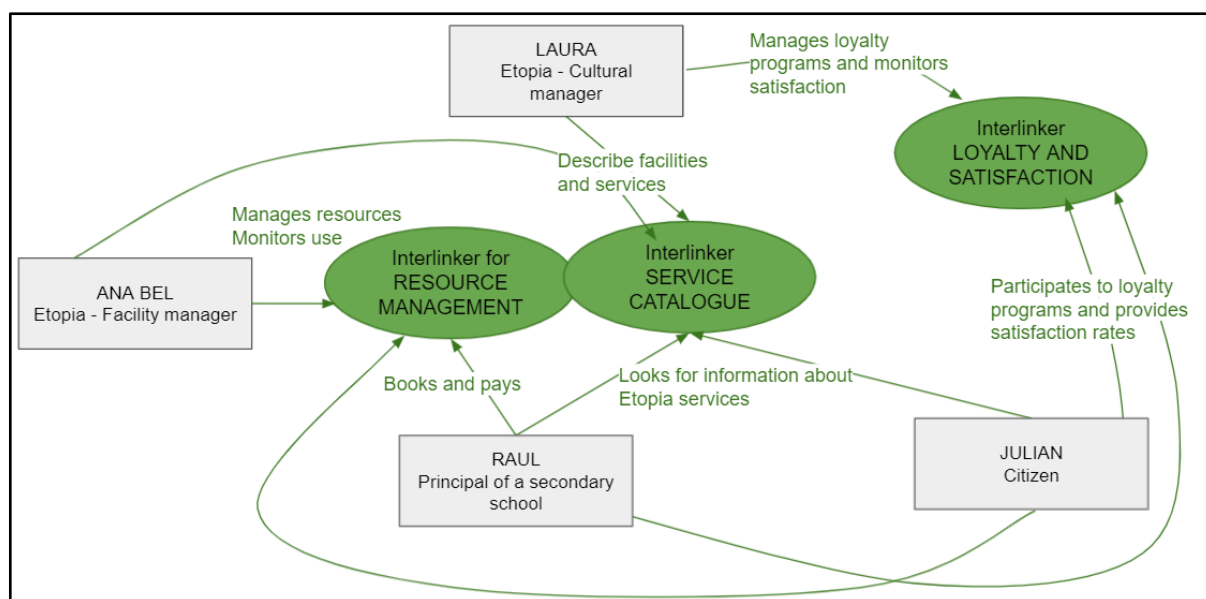 LAURA
Etopia - Cultural
manager
Manages loyalty
programs and monitors
satisfaction
Interlinker
LOYALTY AND
SATISFACTION
Describe facilities
and services
Manages resources
Monitors use
Interlinker for
RESOURCE
MANAGEMENT
Interlinker
SERVICE
CATALOGUE
ANA BEL
Etopia - Facility manager
Participates to loyalty
programs and provides
satisfaction rates
Books and pays
Looks for information about
Etopia services
RAUL
Principal of a secondary
school
JULIAN
Citizen